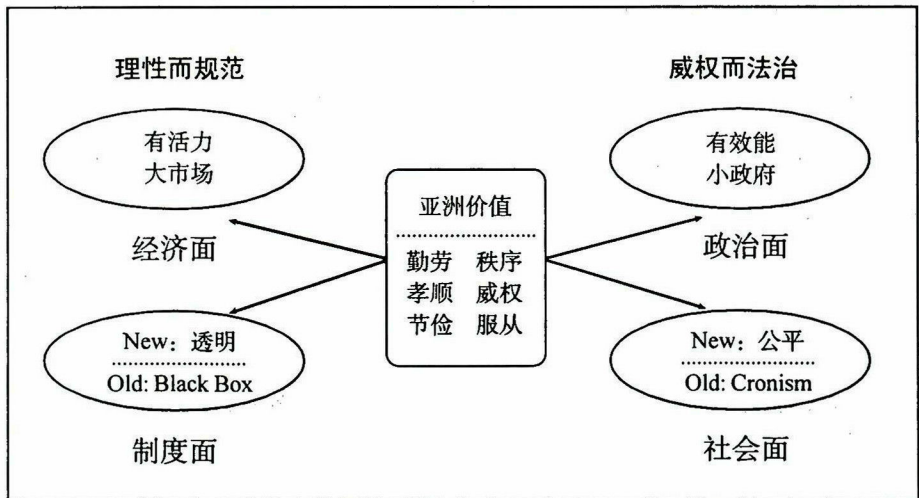 理性而规范
威权而法治
有活力
大市场
有效能
小政府
亚洲价值
经济面
政治面
勤劳 秩序
孝顺 威权
节俭 服从
New: 透明
Old: Black Box
New: 公平
Old: Cronism
制度面
社会面